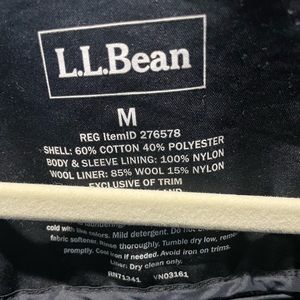 L.L.Bean
M
REG ItemID 276578
SHELL: 60% COTTON 40% POLYESTER
BODY & SLEEVE LINING: 100% NYLON
WOOL LINER: 85% WOOL 15% NYLON
EXCLUSIVE OF TRIM
cold with like colors. Mild detergent. Do not
fabric softener. Rinse thoroughly. Tumble dry low, remove
promptly. Cool iron if needed. Avoid iron on trims.
Liner: Dry clean only.
RN71341 VN03161